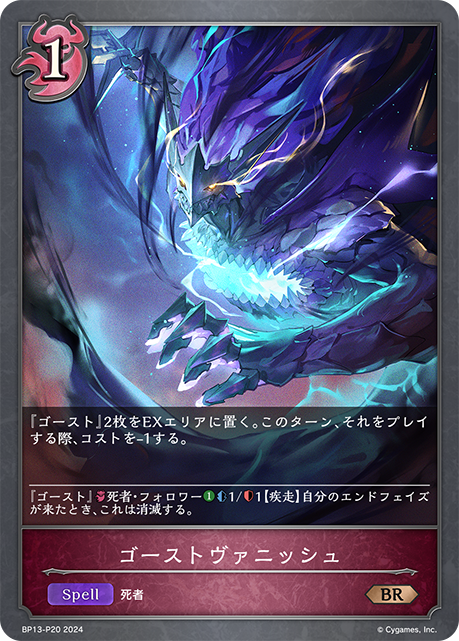 1
『ゴースト』2枚をEXエリアに置く。このターン、それをプレイ
する際、コストを-1する。
『ゴースト』死者・フォロワー1 1/1【疾走】自分のエンドフェイズ
が来たとき、これは消滅する。
ゴーストヴァニッシュ
Spell 死者 BR
BP13-P20 2024 © Cygames, Inc.